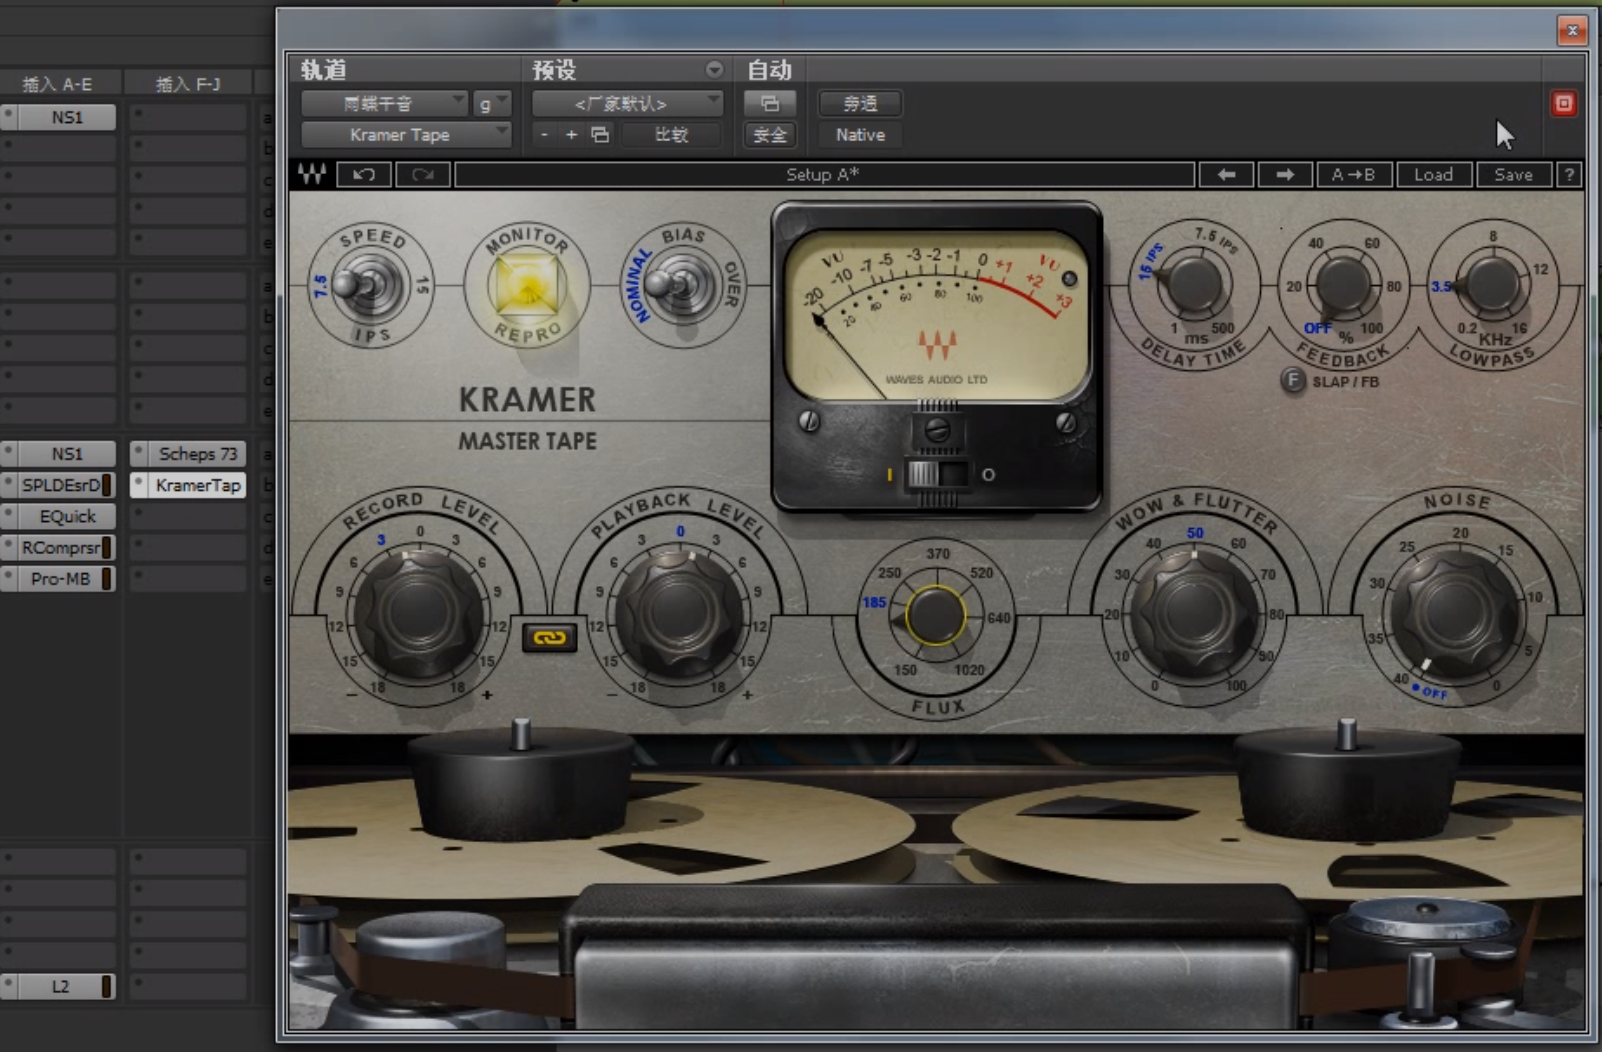 插入 A-E
插入 F-J
NS1
NS1
SPLDEsrD
EQuick
RComprsr
Pro-MB
Scheps 73
KramerTap
L2
轨道
预设
自动
雨蝶干音
g
<厂家默认>
旁通
Kramer Tape
- +
比较
安全
Native
Setup A*
A→B
Load
Save
?
SPEED
7.5
15
IPS
MONITOR
REPRO
BIAS
NOMINAL
OVER
KRAMER
MASTER TAPE
VU
VU
-20 -10 -7 -5 -3 -2 -1 0 +1 +2 +3
20 40 60 80 100
WAVES AUDIO LTD
I
O
15 IPS
7.5 IPS
1
500
ms
DELAY TIME
40
60
20
80
OFF
%
100
FEEDBACK
F
SLAP / FB
8
12
3.5
0.2
16
KHz
LOWPASS
RECORD LEVEL
3 0 3
6 6
9 9
12 12
15 15
- 18 18 +
PLAYBACK LEVEL
3 0 3
6 6
9 9
12 12
15 15
- 18 18 +
370
250
520
185
640
150
1020
FLUX
WOW & FLUTTER
40 50 60
30 70
20 80
10 90
0 100
NOISE
20
25 15
30 10
35 5
40 0
OFF